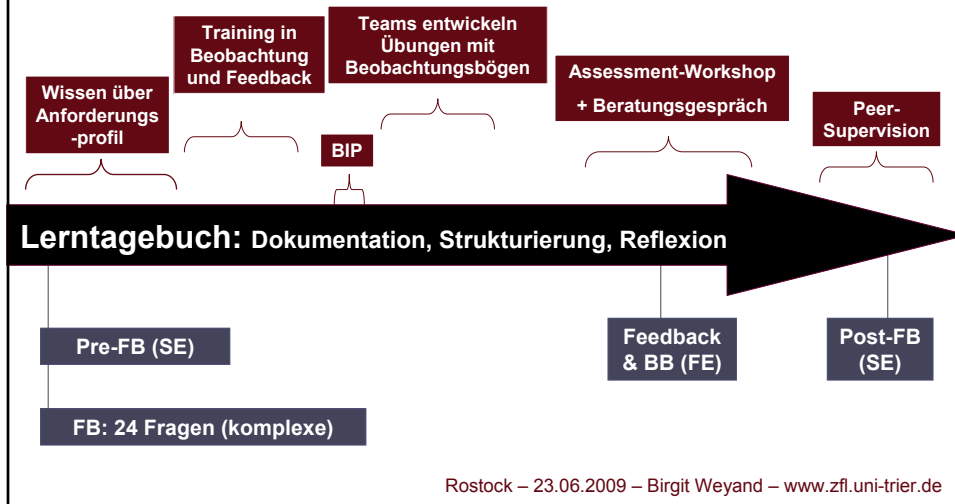 Wissen über
Anforderungs
-profil
Training in
Beobachtung
und Feedback
BIP
Teams entwickeln
Übungen mit
Beobachtungsbögen
Assessment-Workshop
+ Beratungsgespräch
Peer-
Supervision
Lerntagebuch: Dokumentation, Strukturierung, Reflexion
Pre-FB (SE)
FB: 24 Fragen (komplexe)
Feedback
& BB (FE)
Post-FB
(SE)
Rostock – 23.06.2009 – Birgit Weyand – www.zfl.uni-trier.de